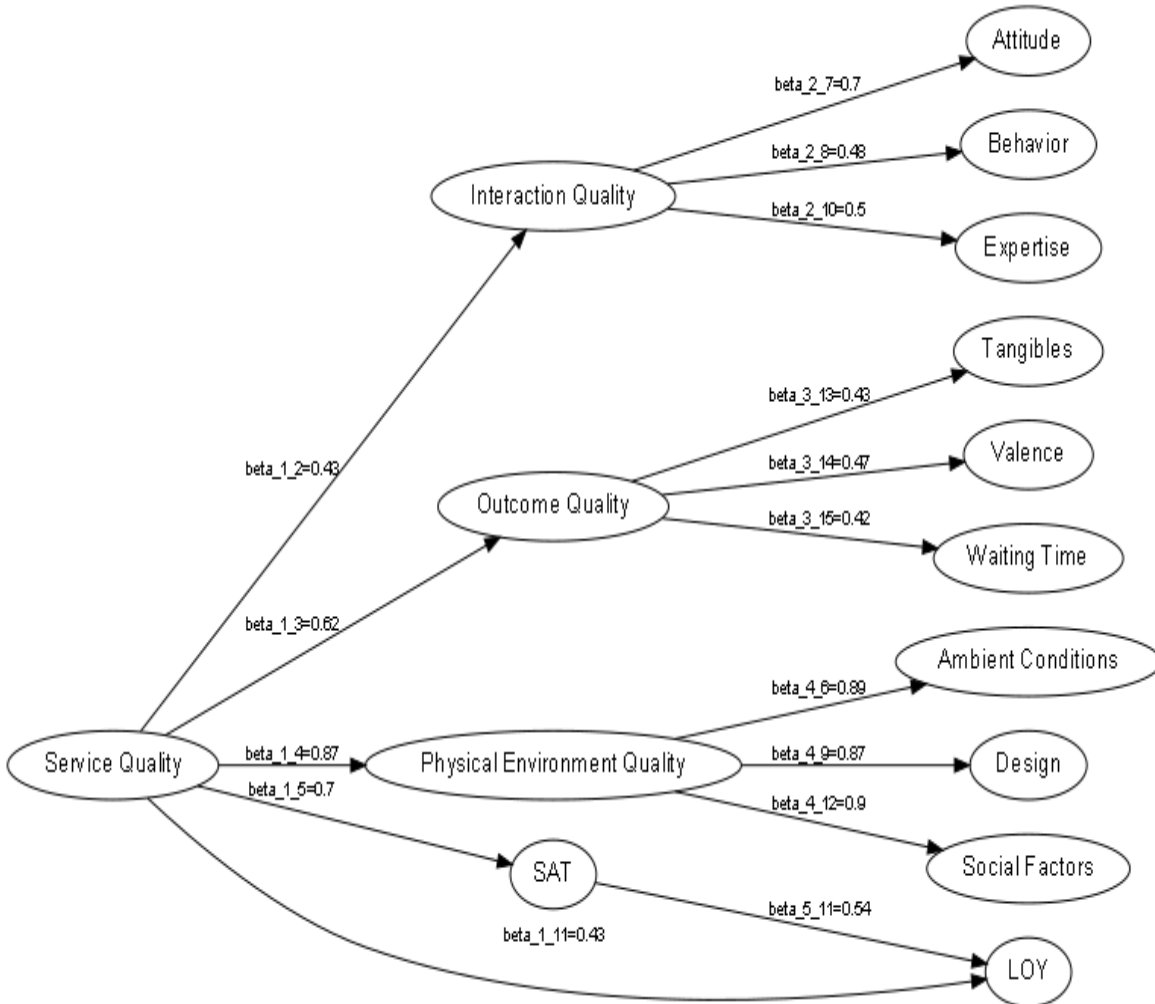 Attitude
beta_2_7=0.7
Behavior
beta_2_8=0.48
Interaction Quality
beta_2_10=0.5
Expertise
Tangibles
beta_3_13=0.43
beta_1_2=0.43
Valence
beta_3_14=0.47
Outcome Quality
beta_3_15=0.42
Waiting Time
beta_1_3=0.62
Ambient Conditions
beta_4_6=0.89
Service Quality
beta_1_4=0.87
Physical Environment Quality
beta_4_9=0.87
Design
beta_1_5=0.7
beta_4_12=0.9
SAT
Social Factors
beta_5_11=0.54
beta_1_11=0.43
LOY